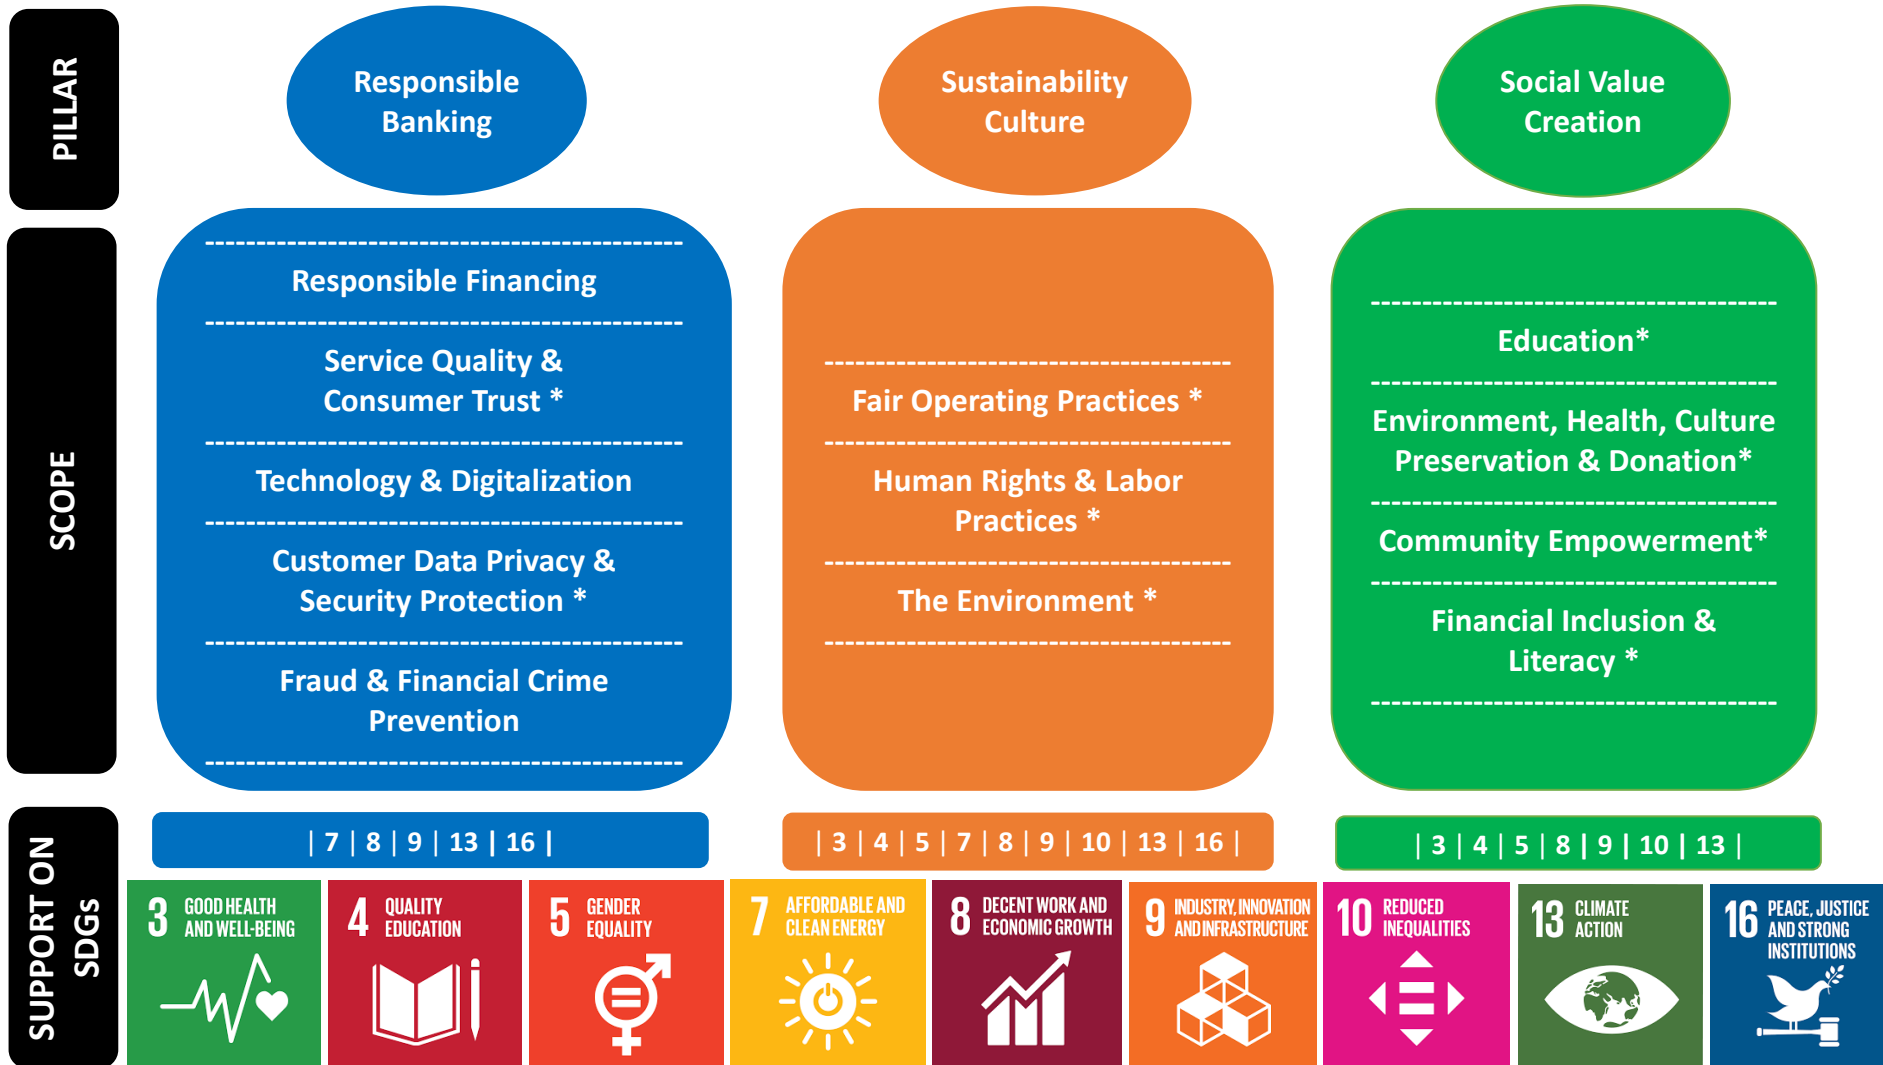 PILLAR
Responsible
Banking
Sustainability
Culture
Social Value
Creation
SCOPE
--------------------------------------------
Responsible Financing
--------------------------------------------
Service Quality &
Consumer Trust *
--------------------------------------------
Technology & Digitalization
--------------------------------------------
Customer Data Privacy &
Security Protection *
--------------------------------------------
Fraud & Financial Crime
Prevention
--------------------------------------------
--------------------------------------
Fair Operating Practices *
--------------------------------------
Human Rights & Labor
Practices *
--------------------------------------
The Environment *
--------------------------------------
--------------------------------------
Education*
--------------------------------------
Environment, Health, Culture
Preservation & Donation*
--------------------------------------
Community Empowerment*
--------------------------------------
Financial Inclusion &
Literacy *
--------------------------------------
SUPPORT ON
SDGs
| 7 | 8 | 9 | 13 | 16 |
| 3 | 4 | 5 | 7 | 8 | 9 | 10 | 13 | 16 |
| 3 | 4 | 5 | 8 | 9 | 10 | 13 |
3 GOOD HEALTH
AND WELL-BEING
4 QUALITY
EDUCATION
5 GENDER
EQUALITY
7 AFFORDABLE AND
CLEAN ENERGY
8 DECENT WORK AND
ECONOMIC GROWTH
9 INDUSTRY, INNOVATION
AND INFRASTRUCTURE
10 REDUCED
INEQUALITIES
13 CLIMATE
ACTION
16 PEACE, JUSTICE
AND STRONG
INSTITUTIONS